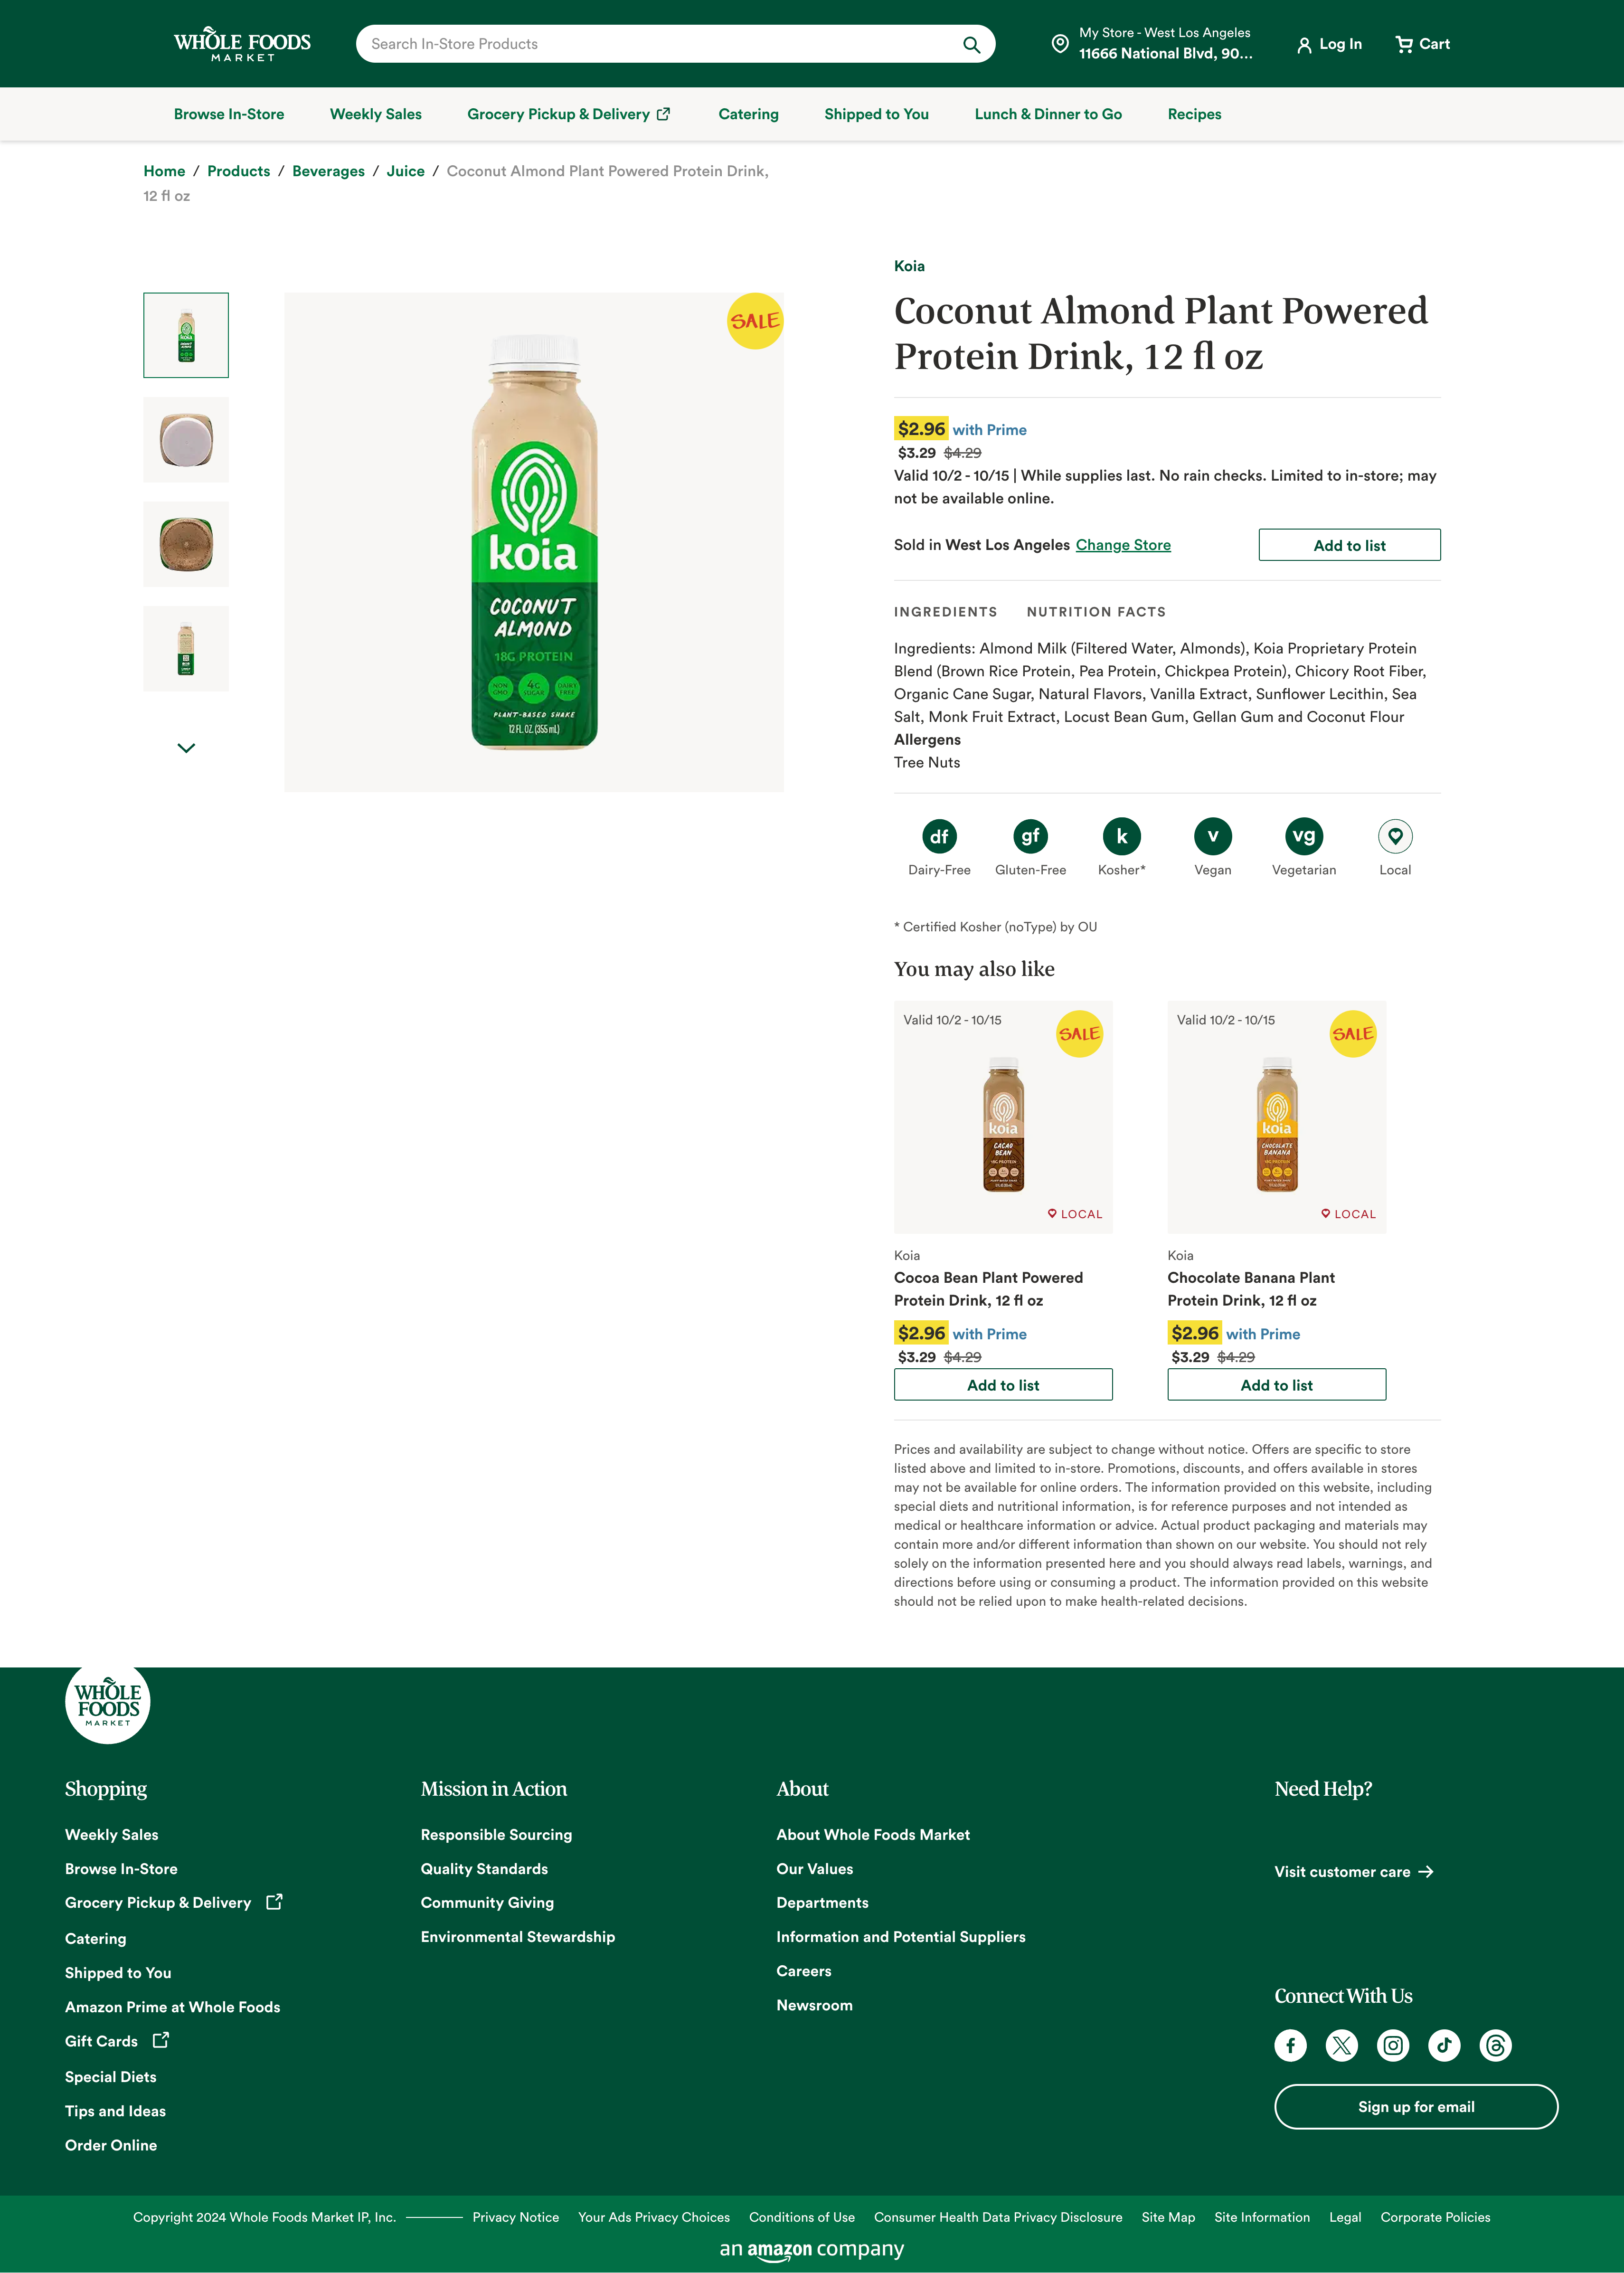 WHOLE FOODS
MARKET
Search In-Store Products
My Store - West Los Angeles
11666 National Blvd, 90...
Log In
Cart
Browse In-Store
Weekly Sales
Grocery Pickup & Delivery
Catering
Shipped to You
Lunch & Dinner to Go
Recipes
Home / Products / Beverages / Juice / Coconut Almond Plant Powered Protein Drink,
12 fl oz
SALE
koia
COCONUT
ALMOND
18G PROTEIN
NON GMO
4G SUGAR
DAIRY FREE
PLANT-BASED SHAKE
12 FL. OZ. (355 mL)
Koia
Coconut Almond Plant Powered
Protein Drink, 12 fl oz
$2.96 with Prime
$3.29 $4.29
Valid 10/2 - 10/15 | While supplies last. No rain checks. Limited to in-store; may
not be available online.
Sold in West Los Angeles Change Store
Add to list
INGREDIENTS
NUTRITION FACTS
Ingredients: Almond Milk (Filtered Water, Almonds), Koia Proprietary Protein
Blend (Brown Rice Protein, Pea Protein, Chickpea Protein), Chicory Root Fiber,
Organic Cane Sugar, Natural Flavors, Vanilla Extract, Sunflower Lecithin, Sea
Salt, Monk Fruit Extract, Locust Bean Gum, Gellan Gum and Coconut Flour
Allergens
Tree Nuts
df
gf
k
v
vg
Dairy-Free
Gluten-Free
Kosher*
Vegan
Vegetarian
Local
* Certified Kosher (noType) by OU
You may also like
Valid 10/2 - 10/15
SALE
koia
CACAO
BEAN
18G PROTEIN
LOCAL
Koia
Cocoa Bean Plant Powered
Protein Drink, 12 fl oz
$2.96 with Prime
$3.29 $4.29
Add to list
Valid 10/2 - 10/15
SALE
koia
CHOCOLATE
BANANA
18G PROTEIN
LOCAL
Koia
Chocolate Banana Plant
Protein Drink, 12 fl oz
$2.96 with Prime
$3.29 $4.29
Add to list
Prices and availability are subject to change without notice. Offers are specific to store
listed above and limited to in-store. Promotions, discounts, and offers available in stores
may not be available for online orders. The information provided on this website, including
special diets and nutritional information, is for reference purposes and not intended as
medical or healthcare information or advice. Actual product packaging and materials may
contain more and/or different information than shown on our website. You should not rely
solely on the information presented here and you should always read labels, warnings, and
directions before using or consuming a product. The information provided on this website
should not be relied upon to make health-related decisions.
WHOLE
FOODS
MARKET
Shopping
Weekly Sales
Browse In-Store
Grocery Pickup & Delivery
Catering
Shipped to You
Amazon Prime at Whole Foods
Gift Cards
Special Diets
Tips and Ideas
Order Online
Mission in Action
Responsible Sourcing
Quality Standards
Community Giving
Environmental Stewardship
About
About Whole Foods Market
Our Values
Departments
Information and Potential Suppliers
Careers
Newsroom
Need Help?
Visit customer care
Connect With Us
Sign up for email
Copyright 2024 Whole Foods Market IP, Inc.
Privacy Notice
Your Ads Privacy Choices
Conditions of Use
Consumer Health Data Privacy Disclosure
Site Map
Site Information
Legal
Corporate Policies
an amazon company